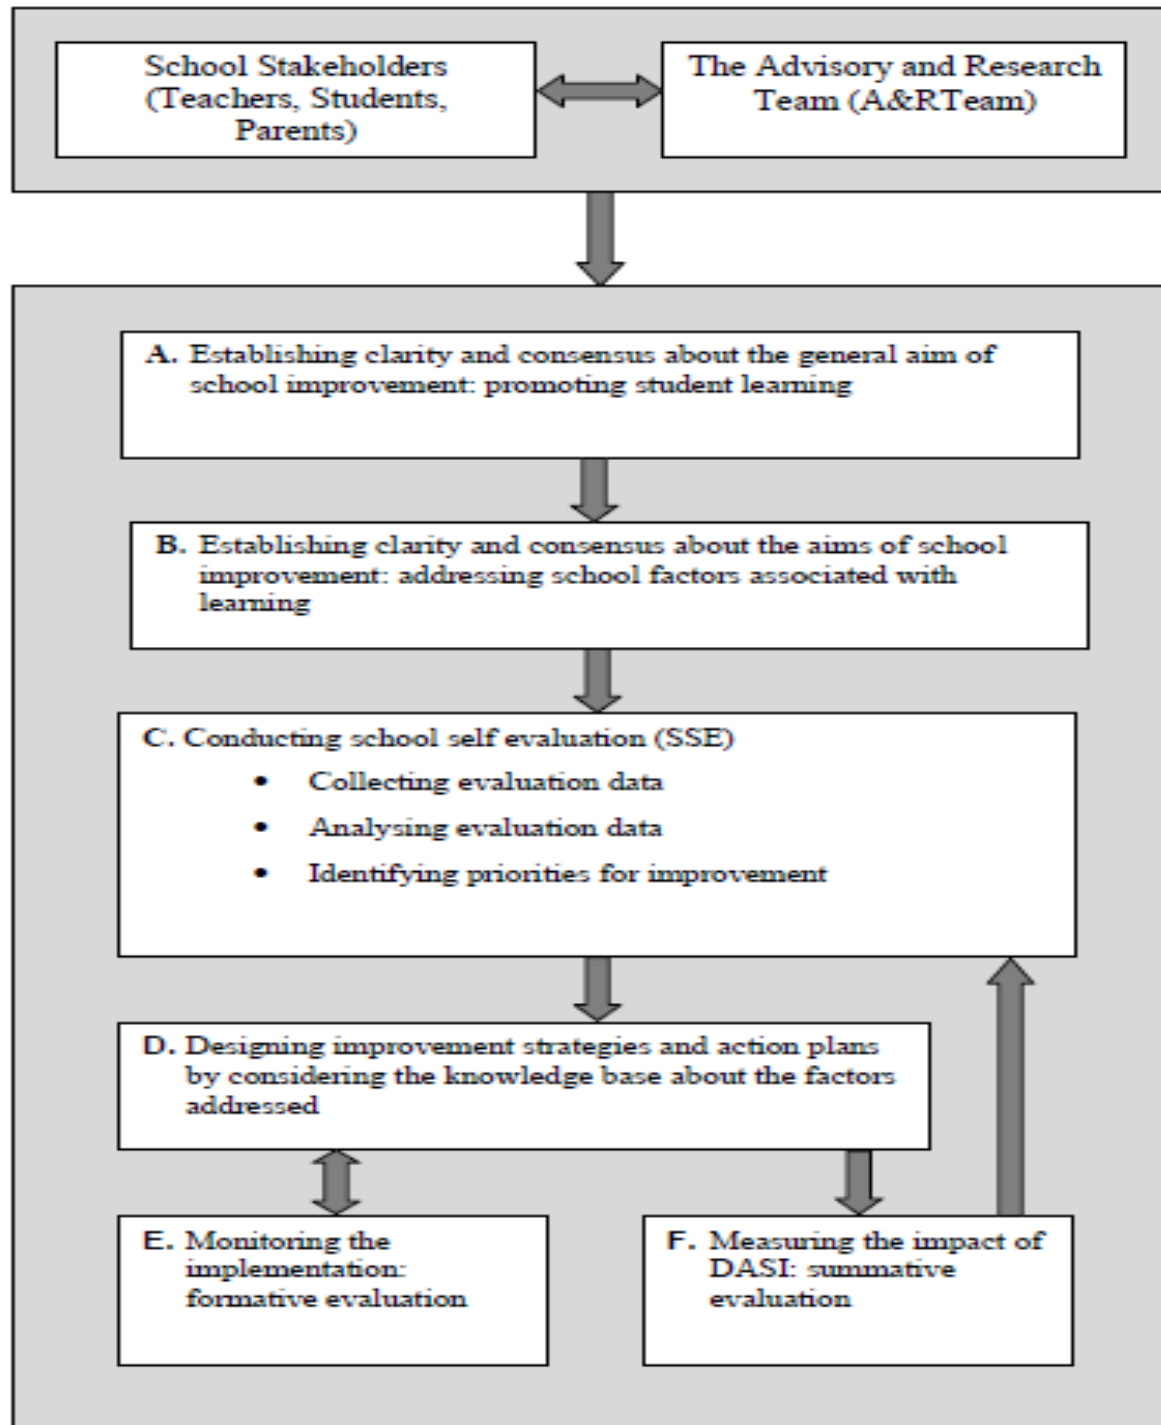 School Stakeholders
(Teachers, Students,
Parents)
The Advisory and Research
Team (A&RTeam)
A. Establishing clarity and consensus about the general aim of
school improvement: promoting student learning
B. Establishing clarity and consensus about the aims of school
improvement: addressing school factors associated with
learning
C. Conducting school self evaluation (SSE)
• Collecting evaluation data
• Analysing evaluation data
• Identifying priorities for improvement
D. Designing improvement strategies and action plans
by considering the knowledge base about the factors
addressed
E. Monitoring the
implementation:
formative evaluation
F. Measuring the impact of
DASI: summative
evaluation